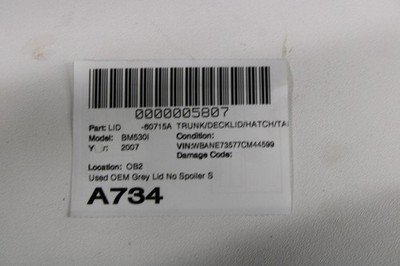 0000005807
Part: LID -60715A TRUNK/DECKLID/HATCH/TAI
Model: BM530i Condition:
Y r: 2007 VIN:WBANE73577CM44599
Damage Code:
Location: OB2
Used OEM Grey Lid No Spoiler S
A734